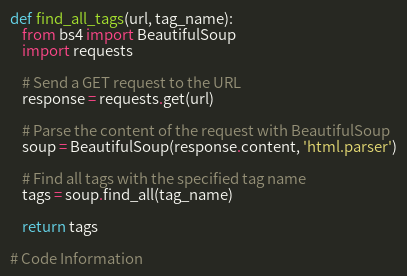 def find_all_tags(url, tag_name):
    from bs4 import BeautifulSoup
    import requests

    # Send a GET request to the URL
    response = requests.get(url)

    # Parse the content of the request with BeautifulSoup
    soup = BeautifulSoup(response.content, 'html.parser')

    # Find all tags with the specified tag name
    tags = soup.find_all(tag_name)

    return tags

# Code Information